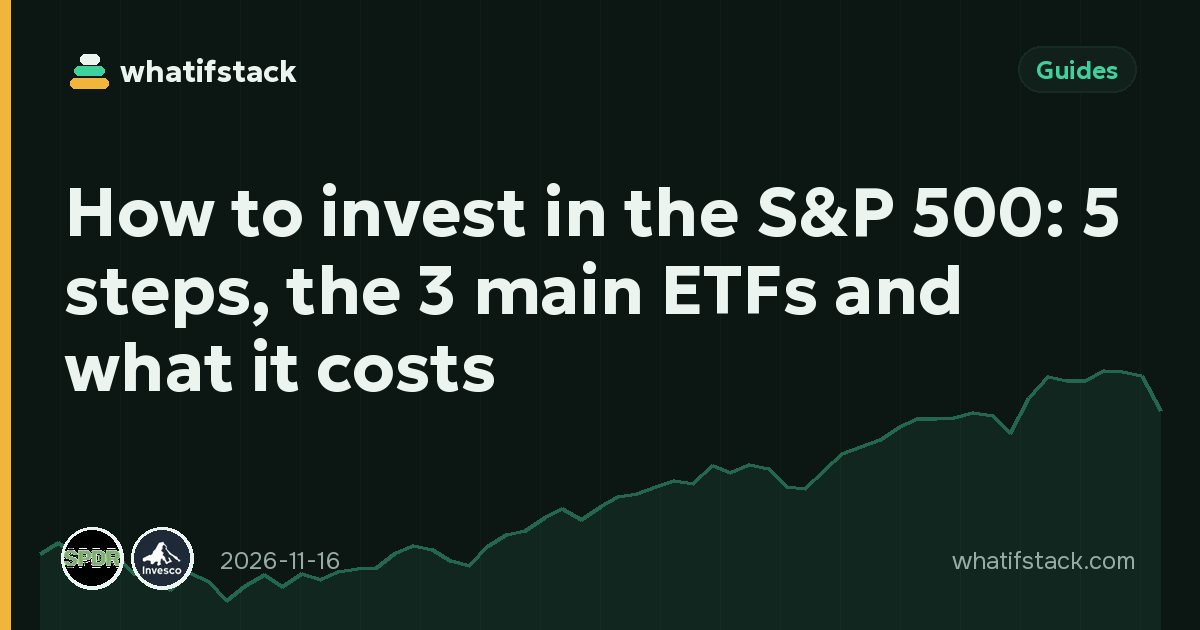 whatifstack
Guides
How to invest in the S&P 500: 5
steps, the 3 main ETFs and
what it costs
SPDR
Invesco
2026-11-16
whatifstack.com